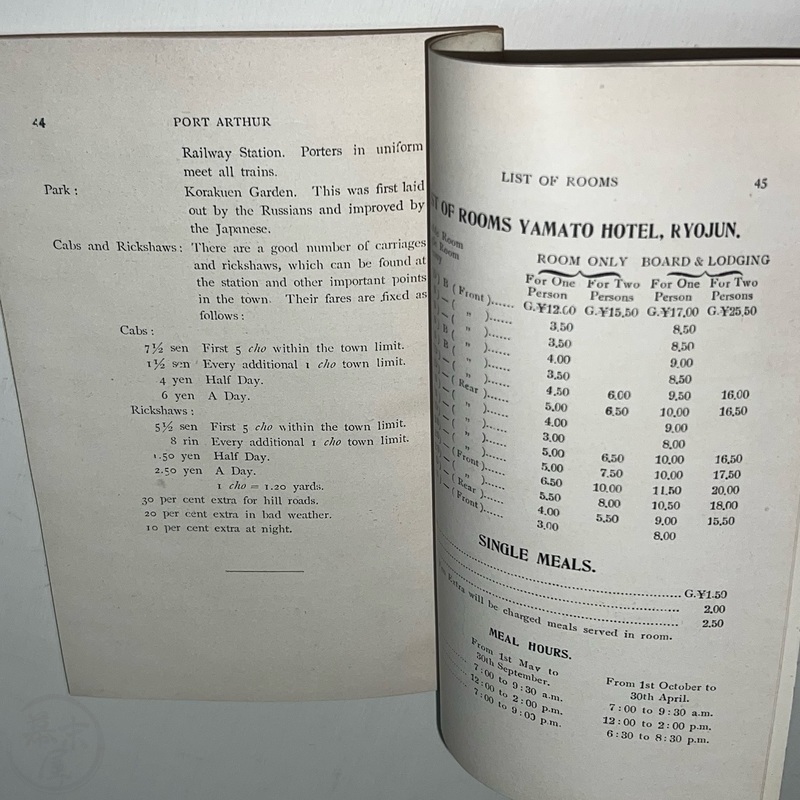 44
PORT ARTHUR
Railway Station. Porters in uniform
meet all trains.
Park :
Korakuen Garden. This was first laid
out by the Russians and improved by
the Japanese.
Cabs and Rickshaws : There are a good number of carriages
and rickshaws, which can be found at
the station and other important points
in the town. Their fares are fixed as
follows :
Cabs :
7½ sen First 5 cho within the town limit.
1½ sen Every additional 1 cho town limit.
4 yen Half Day.
6 yen A Day.
Rickshaws :
5½ sen First 5 cho within the town limit.
8 rin Every additional 1 cho town limit.
1.50 yen Half Day.
2.50 yen A Day.
1 cho = 1.20 yards.
30 per cent extra for hill roads.
20 per cent extra in bad weather.
10 per cent extra at night.
LIST OF ROOMS
45
OF ROOMS YAMATO HOTEL, RYOJUN.
Room
Room
ROOM ONLY BOARD & LODGING
For One Person For Two Persons For One Person For Two Persons
B ( Front )...... G.¥12.00 G.¥15.50 G.¥17.00 G.¥25.50
— ( „ )...... 3.50 8.50
— ( „ )...... 3.50 8.50
B ( „ )...... 4.00 9.00
— ( „ )...... 3.50 8.50
— ( Rear )...... 4.50 6.00 9.50 16.00
— ( „ )...... 5.00 6.50 10.00 16.50
— ( „ )...... 4.00 9.00
— ( „ )...... 3.00 8.00
— ( „ )...... 5.00 6.50 10.00 16.50
— ( Front )...... 5.00 7.50 10.00 17.50
— ( „ )...... 6.50 10.00 11.50 20.00
— ( „ )...... 5.50 8.00 10.50 18.00
— ( Rear )...... 4.00 5.50 9.00 15.50
— ( Front )...... 3.00 8.00
SINGLE MEALS.
G.¥1.50
2.00
2.50
Extra will be charged meals served in room.
MEAL HOURS.
From 1st May to
30th September.
From 1st October to
30th April.
7 : 00 to 9 : 30 a.m. 7 : 00 to 9 : 30 a.m.
12 : 00 to 2 : 00 p.m. 12 : 00 to 2 : 00 p.m.
7 : 00 to 9 : 00 p.m. 6 : 30 to 8 : 30 p.m.